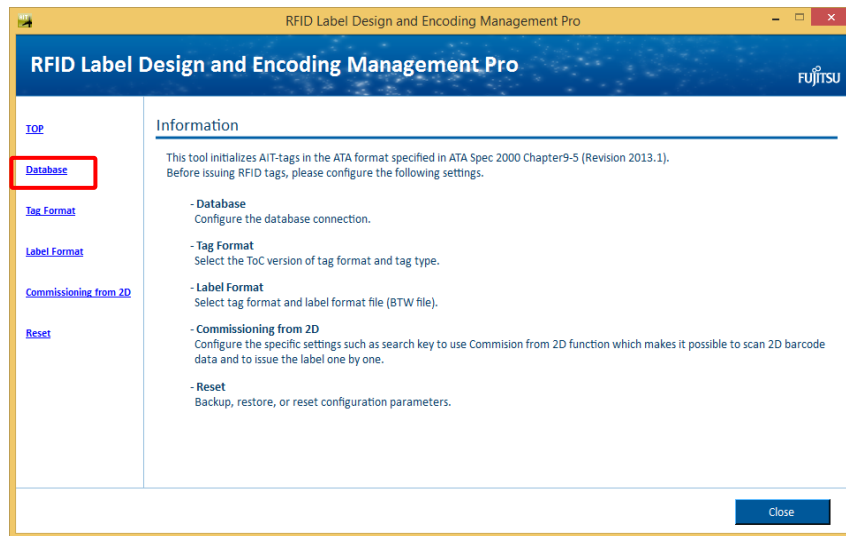 RFID Label Design and Encoding Management Pro
RFID Label Design and Encoding Management Pro
FUJITSU
TOP
Database
Tag Format
Label Format
Commissioning from 2D
Reset
Information
This tool initializes AIT-tags in the ATA format specified in ATA Spec 2000 Chapter9-5 (Revision 2013.1).
Before issuing RFID tags, please configure the following settings.
- Database
Configure the database connection.
- Tag Format
Select the ToC version of tag format and tag type.
- Label Format
Select tag format and label format file (BTW file).
- Commissioning from 2D
Configure the specific settings such as search key to use Commision from 2D function which makes it possible to scan 2D barcode
data and to issue the label one by one.
- Reset
Backup, restore, or reset configuration parameters.
Close